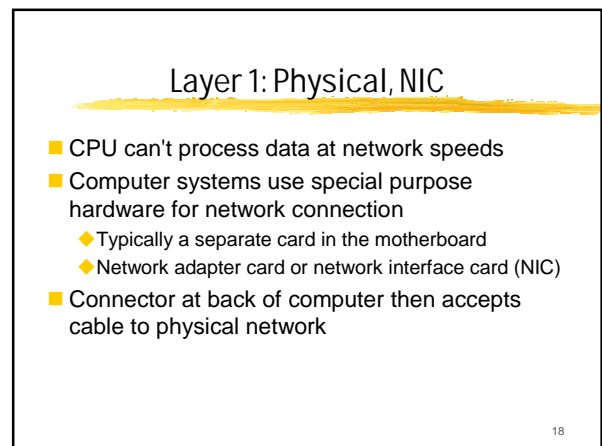 Layer 1: Physical, NIC
CPU can't process data at network speeds
Computer systems use special purpose
hardware for network connection
Typically a separate card in the motherboard
Network adapter card or network interface card (NIC)
Connector at back of computer then accepts
cable to physical network
18